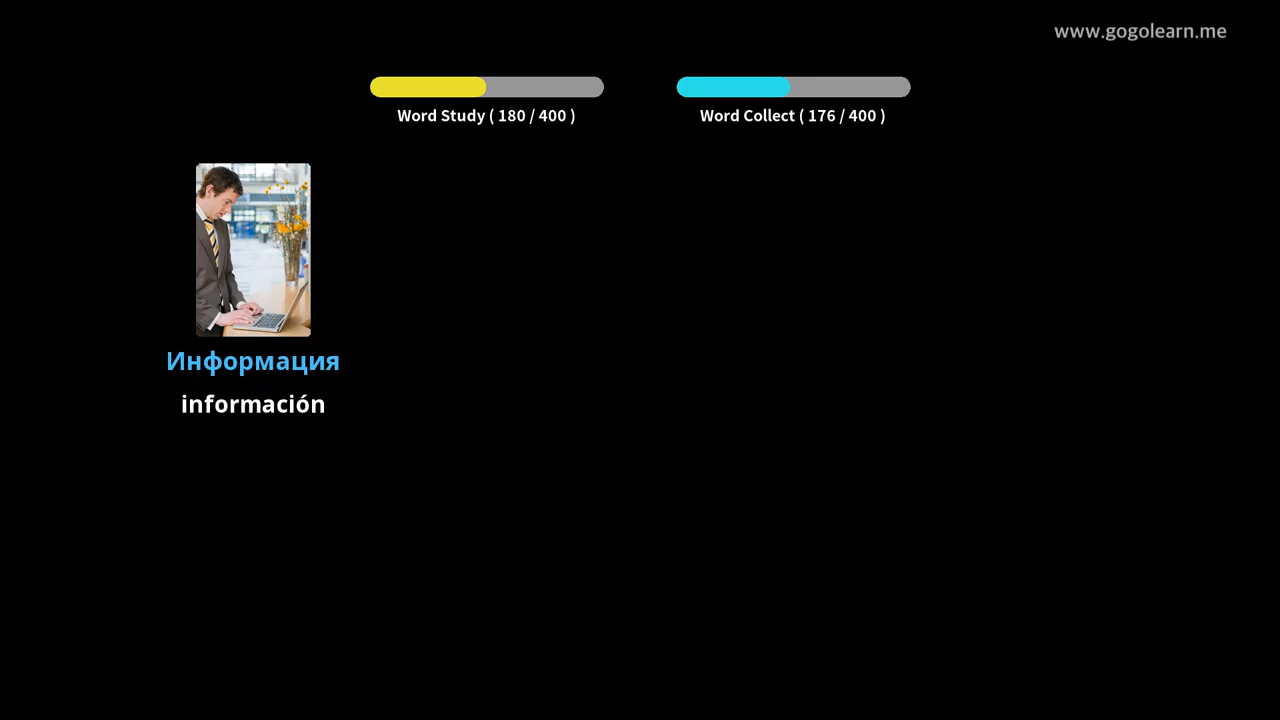 www.gogolearn.me
Word Study ( 180 / 400 )
Word Collect ( 176 / 400 )
Информация
información